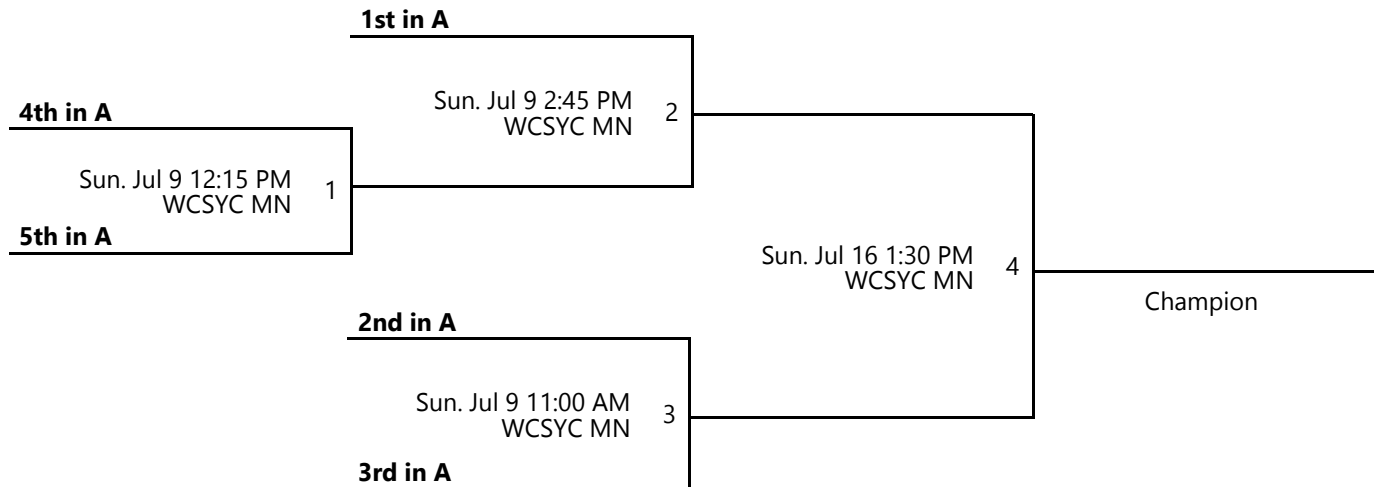 1st in A
Sun. Jul 9 2:45 PM
WCSYC MN
2
4th in A
Sun. Jul 9 12:15 PM
WCSYC MN
1
5th in A
Sun. Jul 16 1:30 PM
WCSYC MN
4
Champion
2nd in A
Sun. Jul 9 11:00 AM
WCSYC MN
3
3rd in A